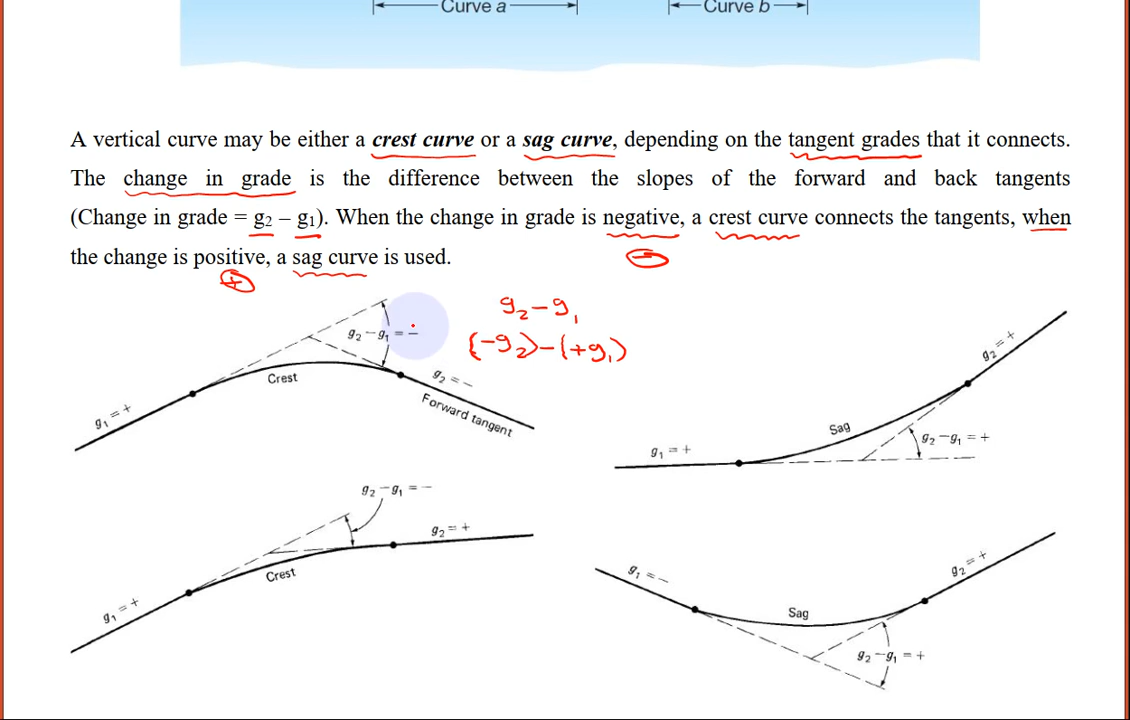 Curve a
Curve b
A vertical curve may be either a crest curve or a sag curve, depending on the tangent grades that it connects.
The change in grade is the difference between the slopes of the forward and back tangents
(Change in grade = g₂ – g₁). When the change in grade is negative, a crest curve connects the tangents, when
the change is positive, a sag curve is used.
+
−
g₂-g₁
(-g₂)-(+g₁)
g₂ - g₁ = -
Crest
g₁ = +
g₂ = -
Forward tangent
g₂ = +
Sag
g₁ = +
g₂ - g₁ = +
g₂ - g₁ = -
g₂ = +
Crest
g₁ = +
g₁ = -
g₂ = +
Sag
g₂ - g₁ = +